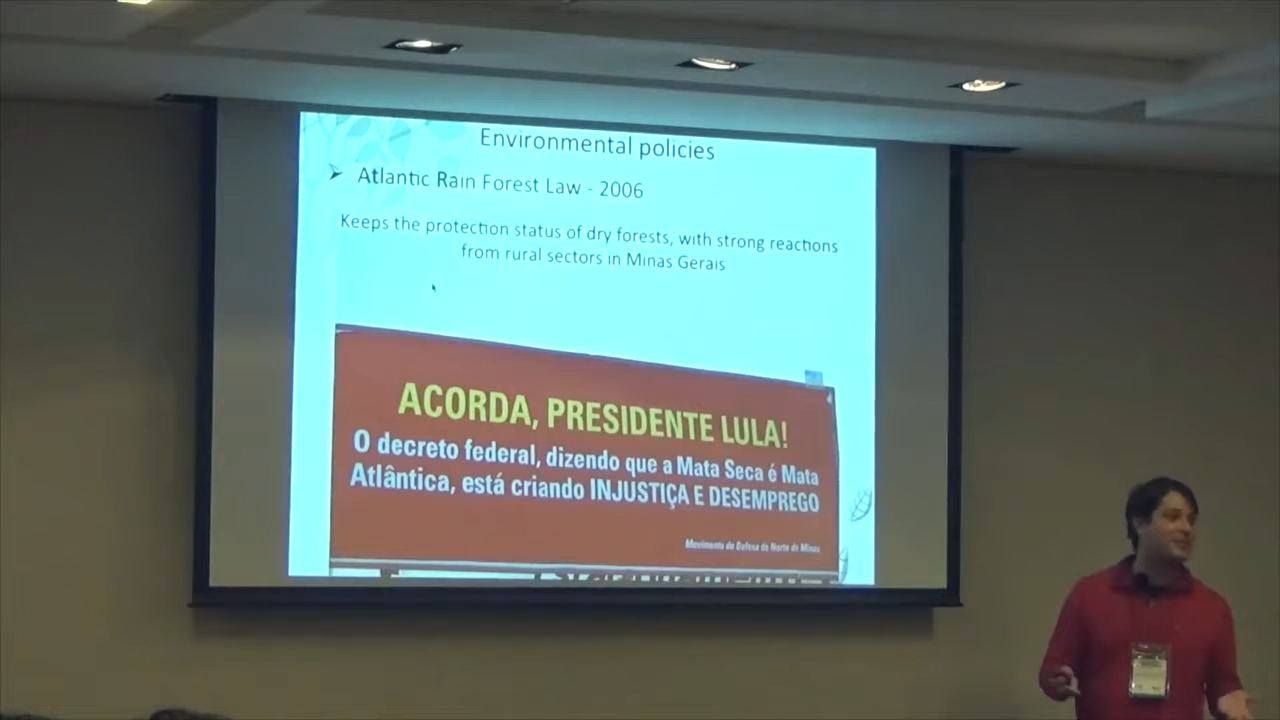 Environmental policies
Atlantic Rain Forest Law - 2006
Keeps the protection status of dry forests, with strong reactions
from rural sectors in Minas Gerais
ACORDA, PRESIDENTE LULA!
O decreto federal, dizendo que a Mata Seca é Mata
Atlântica, está criando INJUSTIÇA E DESEMPREGO
Movimento de Defesa do Norte de Minas